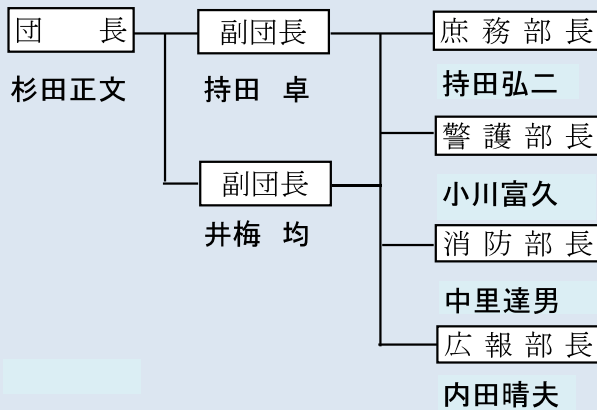 団　　長
杉田正文
副団長
持田　卓
副団長
井梅　均
庶務部長
持田弘二
警護部長
小川富久
消防部長
中里達男
広報部長
内田晴夫